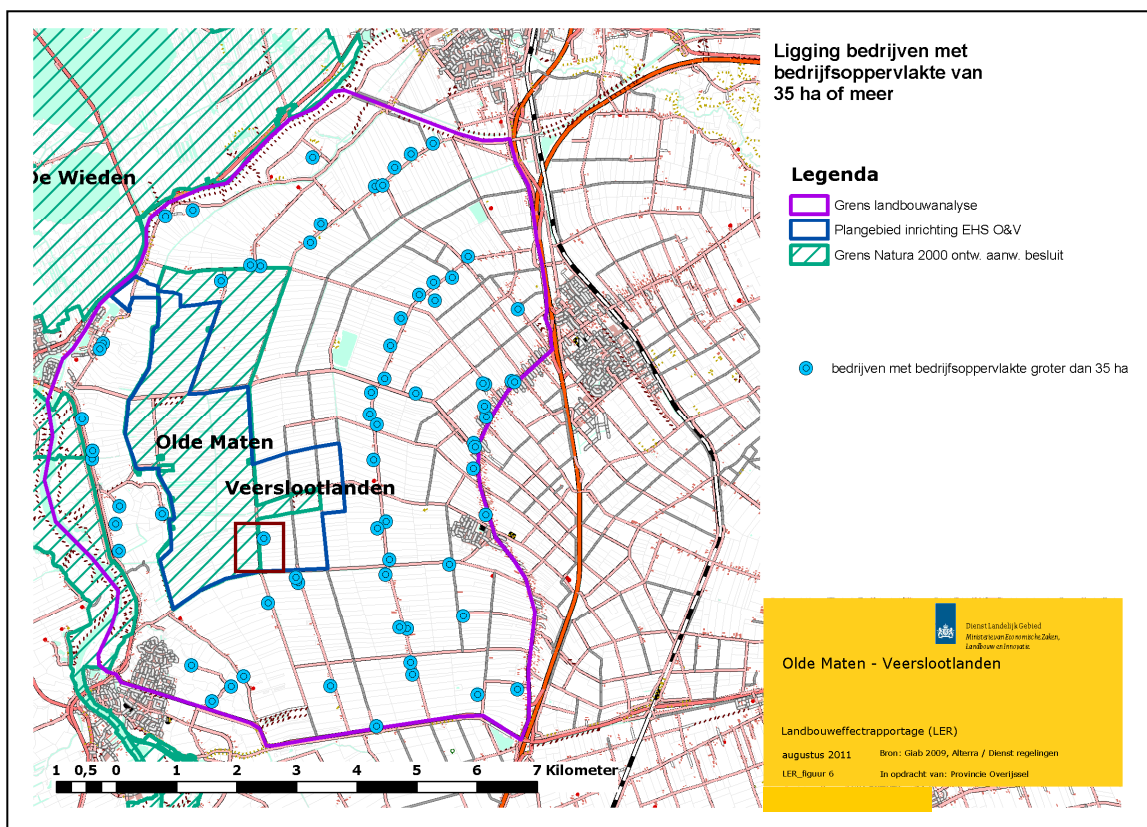 Ligging bedrijven met
bedrijfsoppervlakte van
35 ha of meer
Legenda
Grens landbouwanalyse
Plangebied inrichting EHS O&V
Grens Natura 2000 ontw. aanw. besluit
bedrijven met bedrijfsoppervlakte groter dan 35 ha
De Wieden
Olde Maten
Veerslootlanden
1 0,5 0 1 2 3 4 5 6 7 Kilometer
Dienst Landelijk Gebied
Ministerie van Economische Zaken,
Landbouw en Innovatie
Olde Maten - Veerslootlanden
Landbouweffectrapportage (LER)
augustus 2011 Bron: Giab 2009, Alterra / Dienst regelingen
LER_figuur 6 In opdracht van: Provincie Overijssel